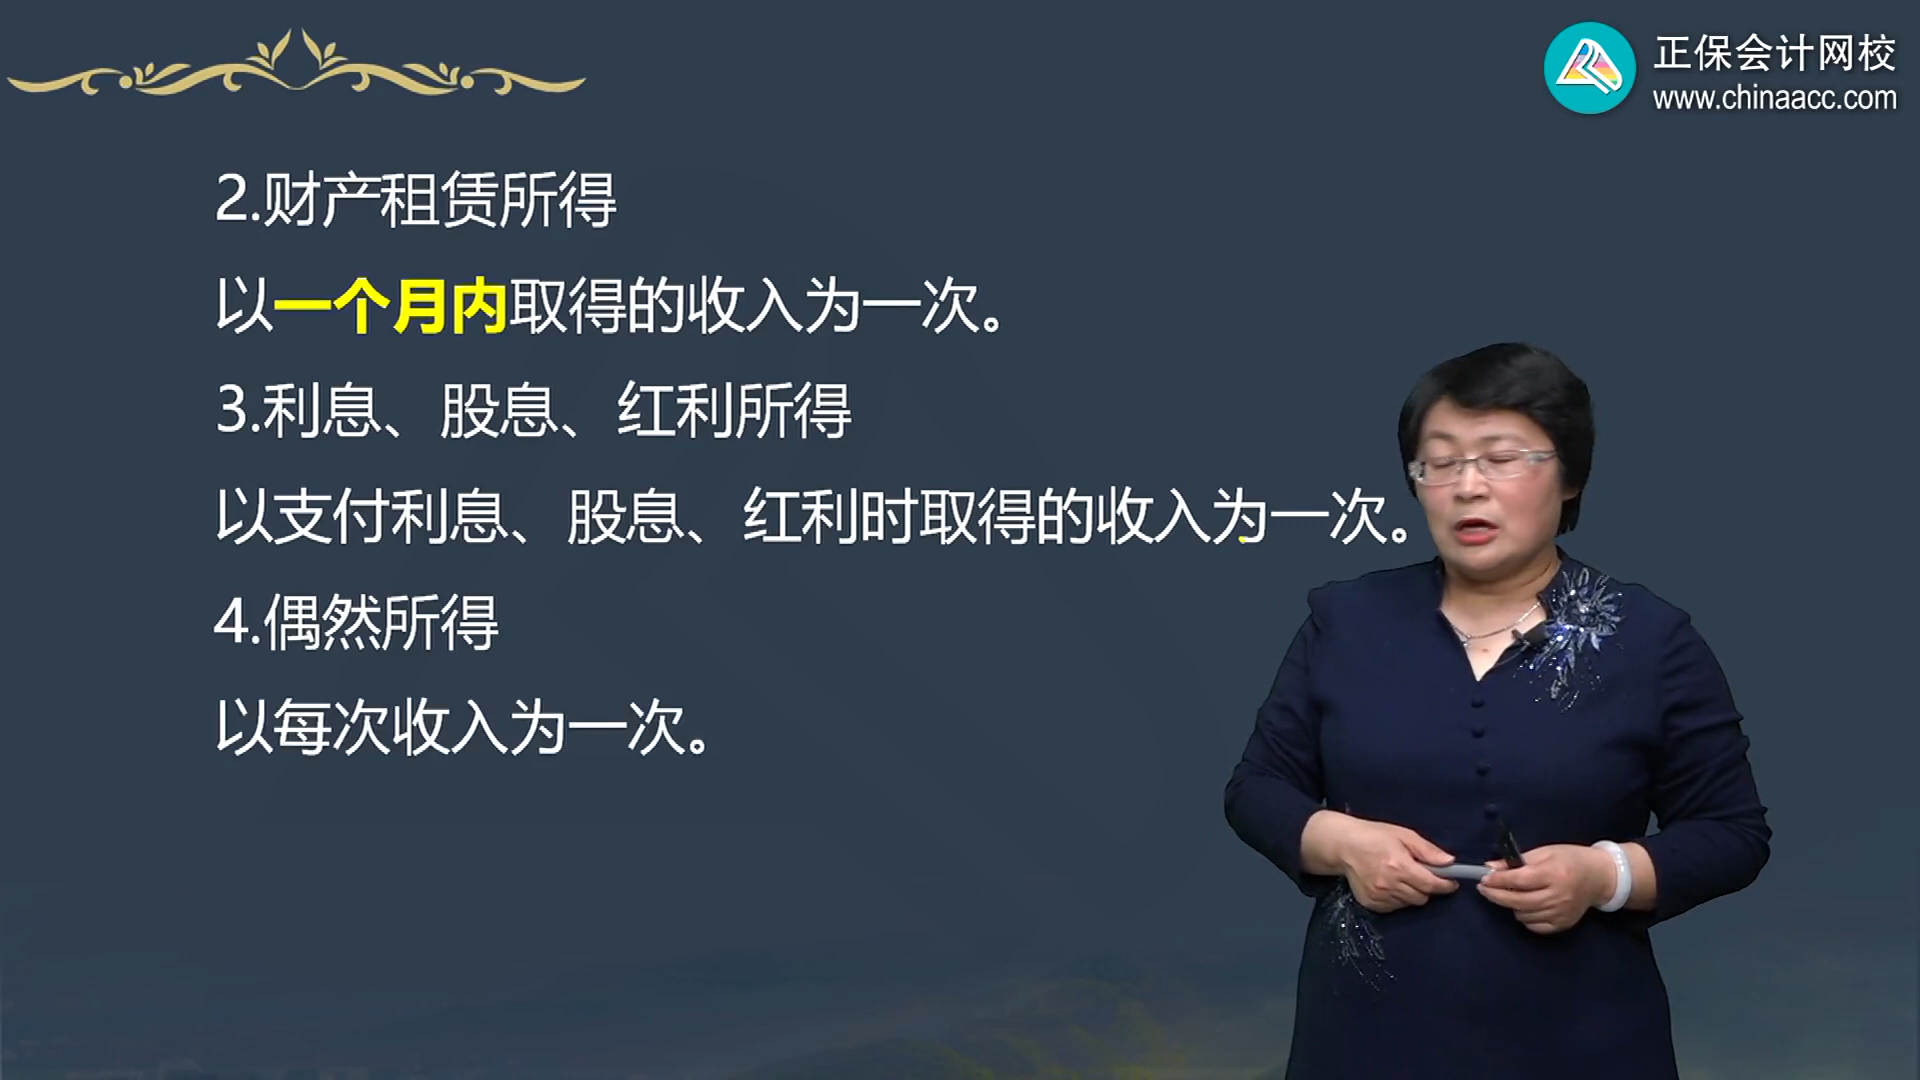 正保会计网校
www.chinaacc.com
2.财产租赁所得
以一个月内取得的收入为一次。
3.利息、股息、红利所得
以支付利息、股息、红利时取得的收入为一次。
4.偶然所得
以每次收入为一次。